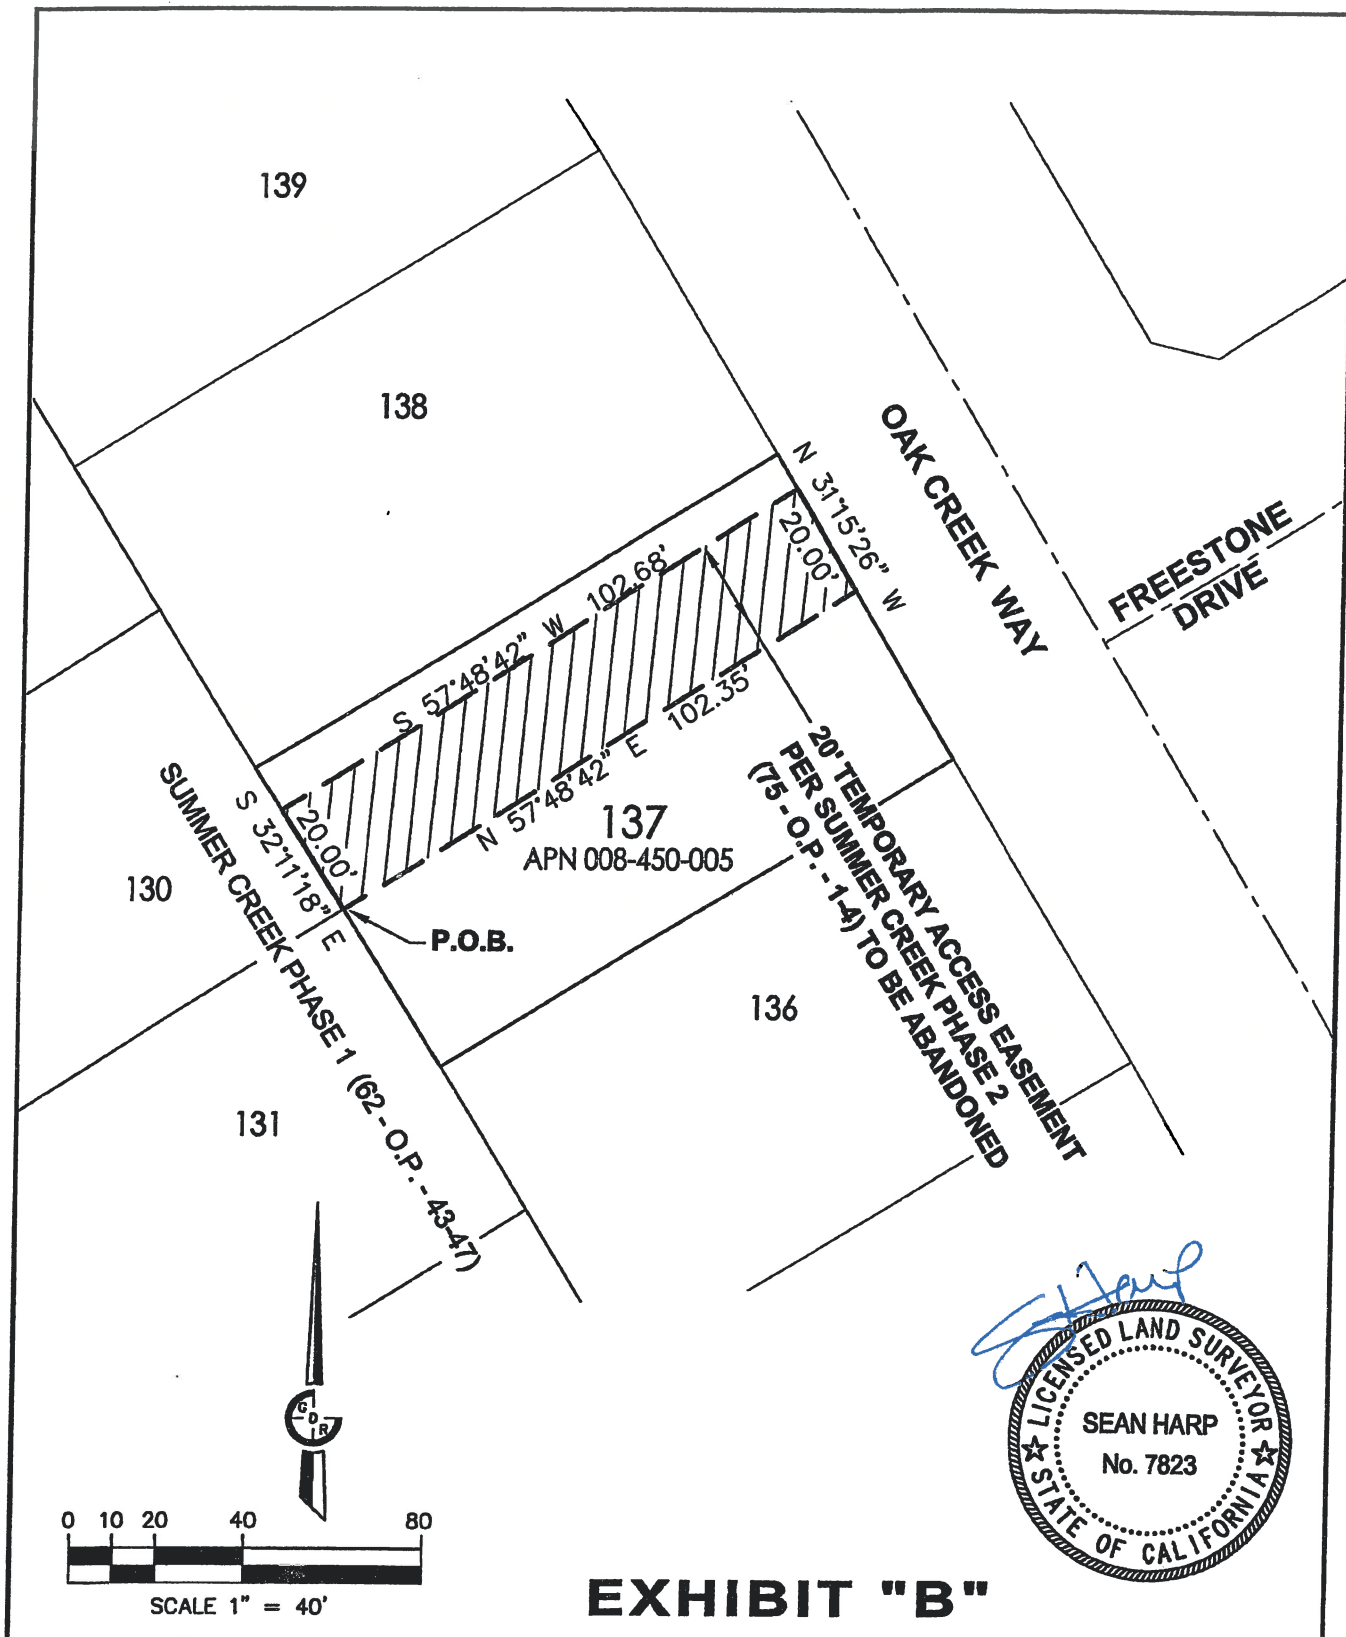 139
138
OAK CREEK WAY
FREESTONE
DRIVE
N 31°15'26" W
20.00'
S 57°48'42" W 102.68'
N 57°48'42" E 102.35'
S 32°11'18" E
20.00'
137
APN 008-450-005
P.O.B.
130
SUMMER CREEK PHASE 1 (62 - O.P. - 43-47)
20' TEMPORARY ACCESS EASEMENT
PER SUMMER CREEK PHASE 2
(75 - O.P. - 1-4) TO BE ABANDONED
136
131
G
D
R
0 10 20 40 80
SCALE 1" = 40'
SHarp
LICENSED LAND SURVEYOR
SEAN HARP
No. 7823
STATE OF CALIFORNIA
EXHIBIT "B"